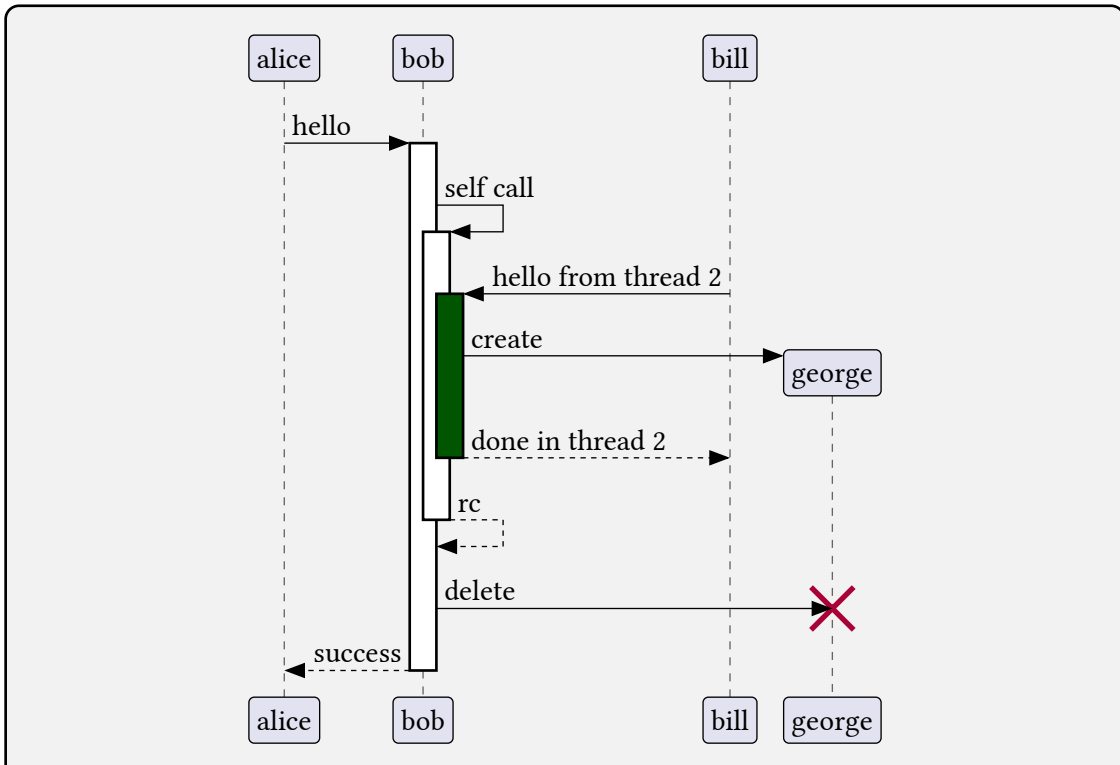 alice bob bill
hello
self call
hello from thread 2
create
george
done in thread 2
rc
delete
success
alice bob bill george